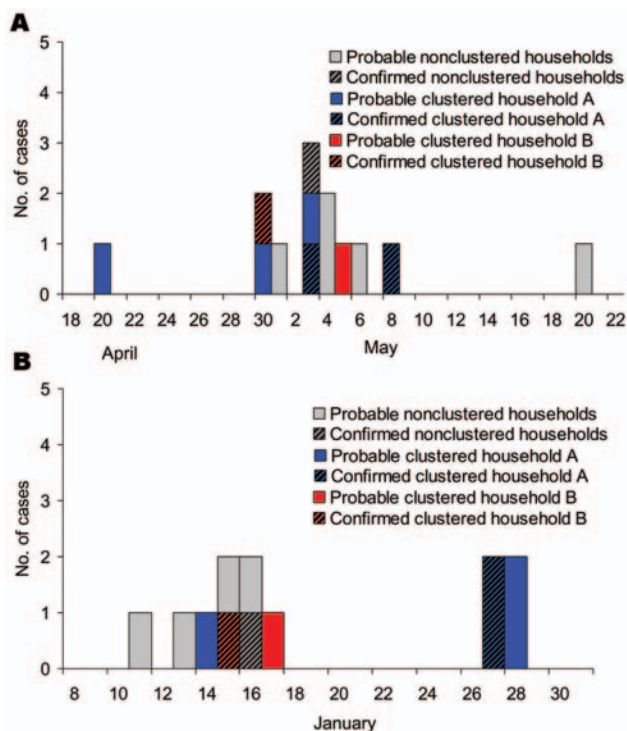 A
5
4
3
2
1
0
No. of cases
Probable nonclustered households
Confirmed nonclustered households
Probable clustered household A
Confirmed clustered household A
Probable clustered household B
Confirmed clustered household B
18 20 22 24 26 28 30 2 4 6 8 10 12 14 16 18 20 22
April May
B
5
4
3
2
1
0
No. of cases
Probable nonclustered households
Confirmed nonclustered households
Probable clustered household A
Confirmed clustered household A
Probable clustered household B
Confirmed clustered household B
8 10 12 14 16 18 20 22 24 26 28 30
January